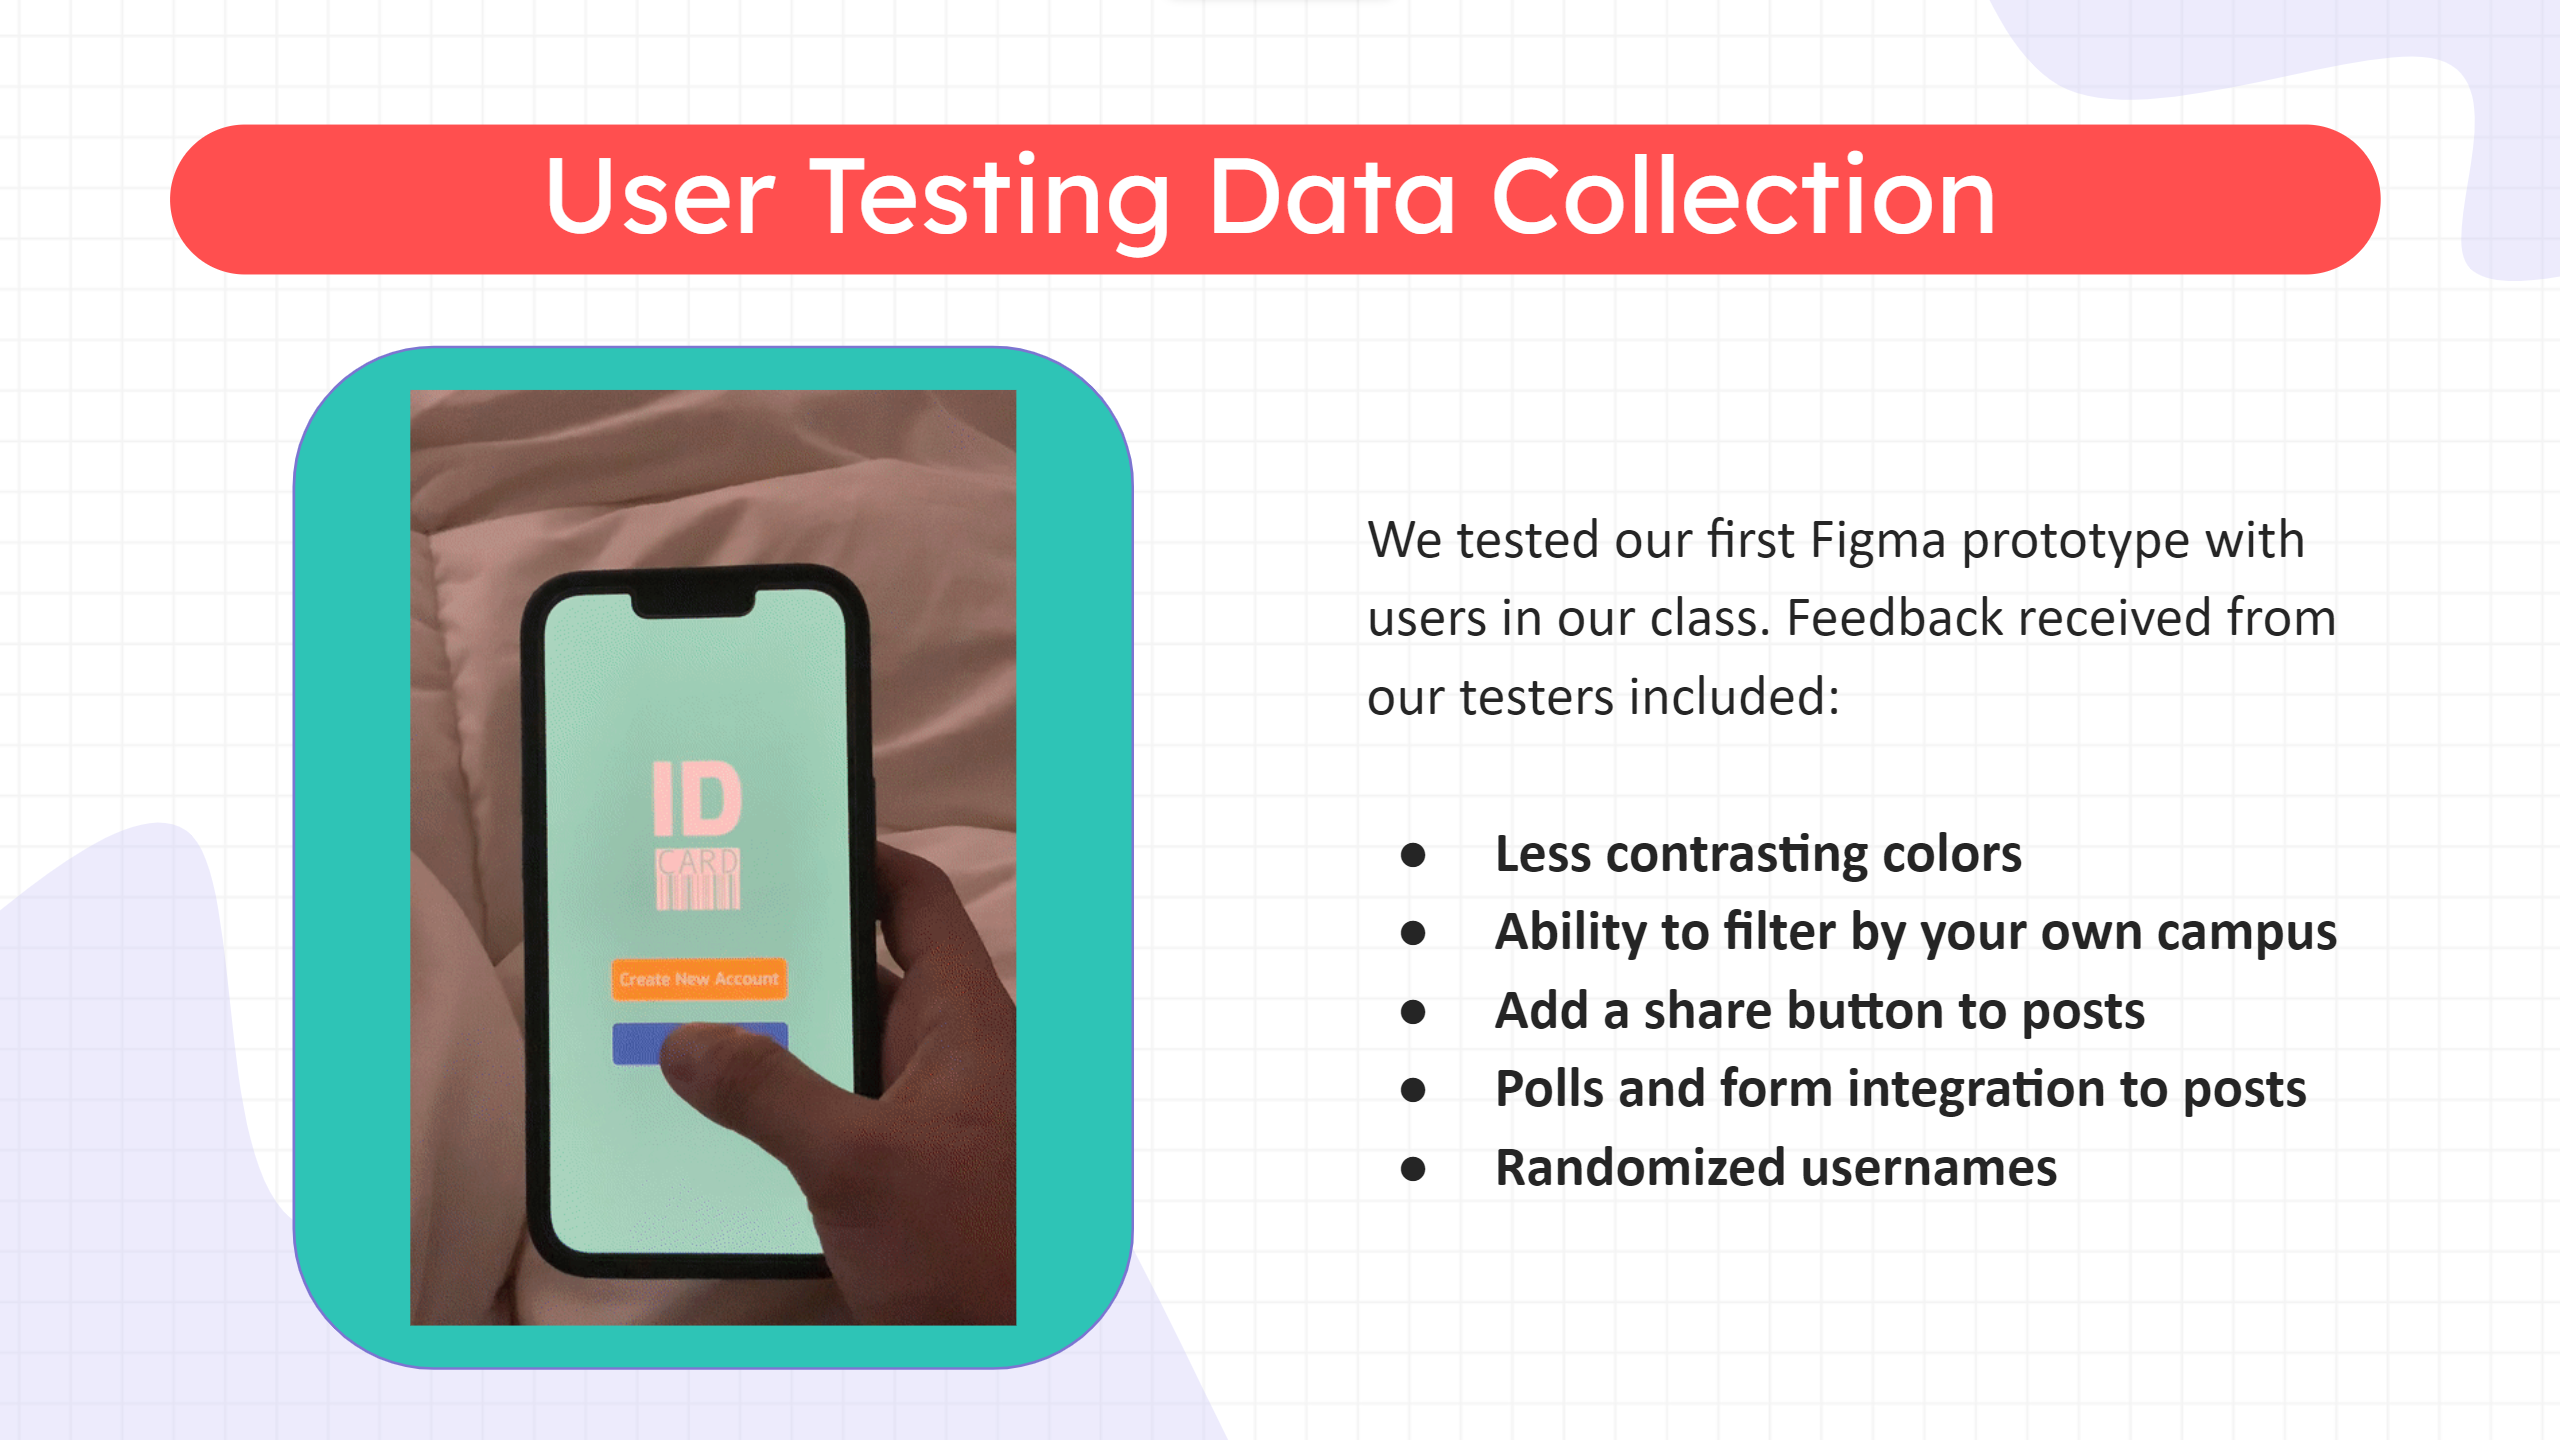 User Testing Data Collection
ID
CARD
Create New Account
We tested our first Figma prototype with
users in our class. Feedback received from
our testers included:
● Less contrasting colors
● Ability to filter by your own campus
● Add a share button to posts
● Polls and form integration to posts
● Randomized usernames